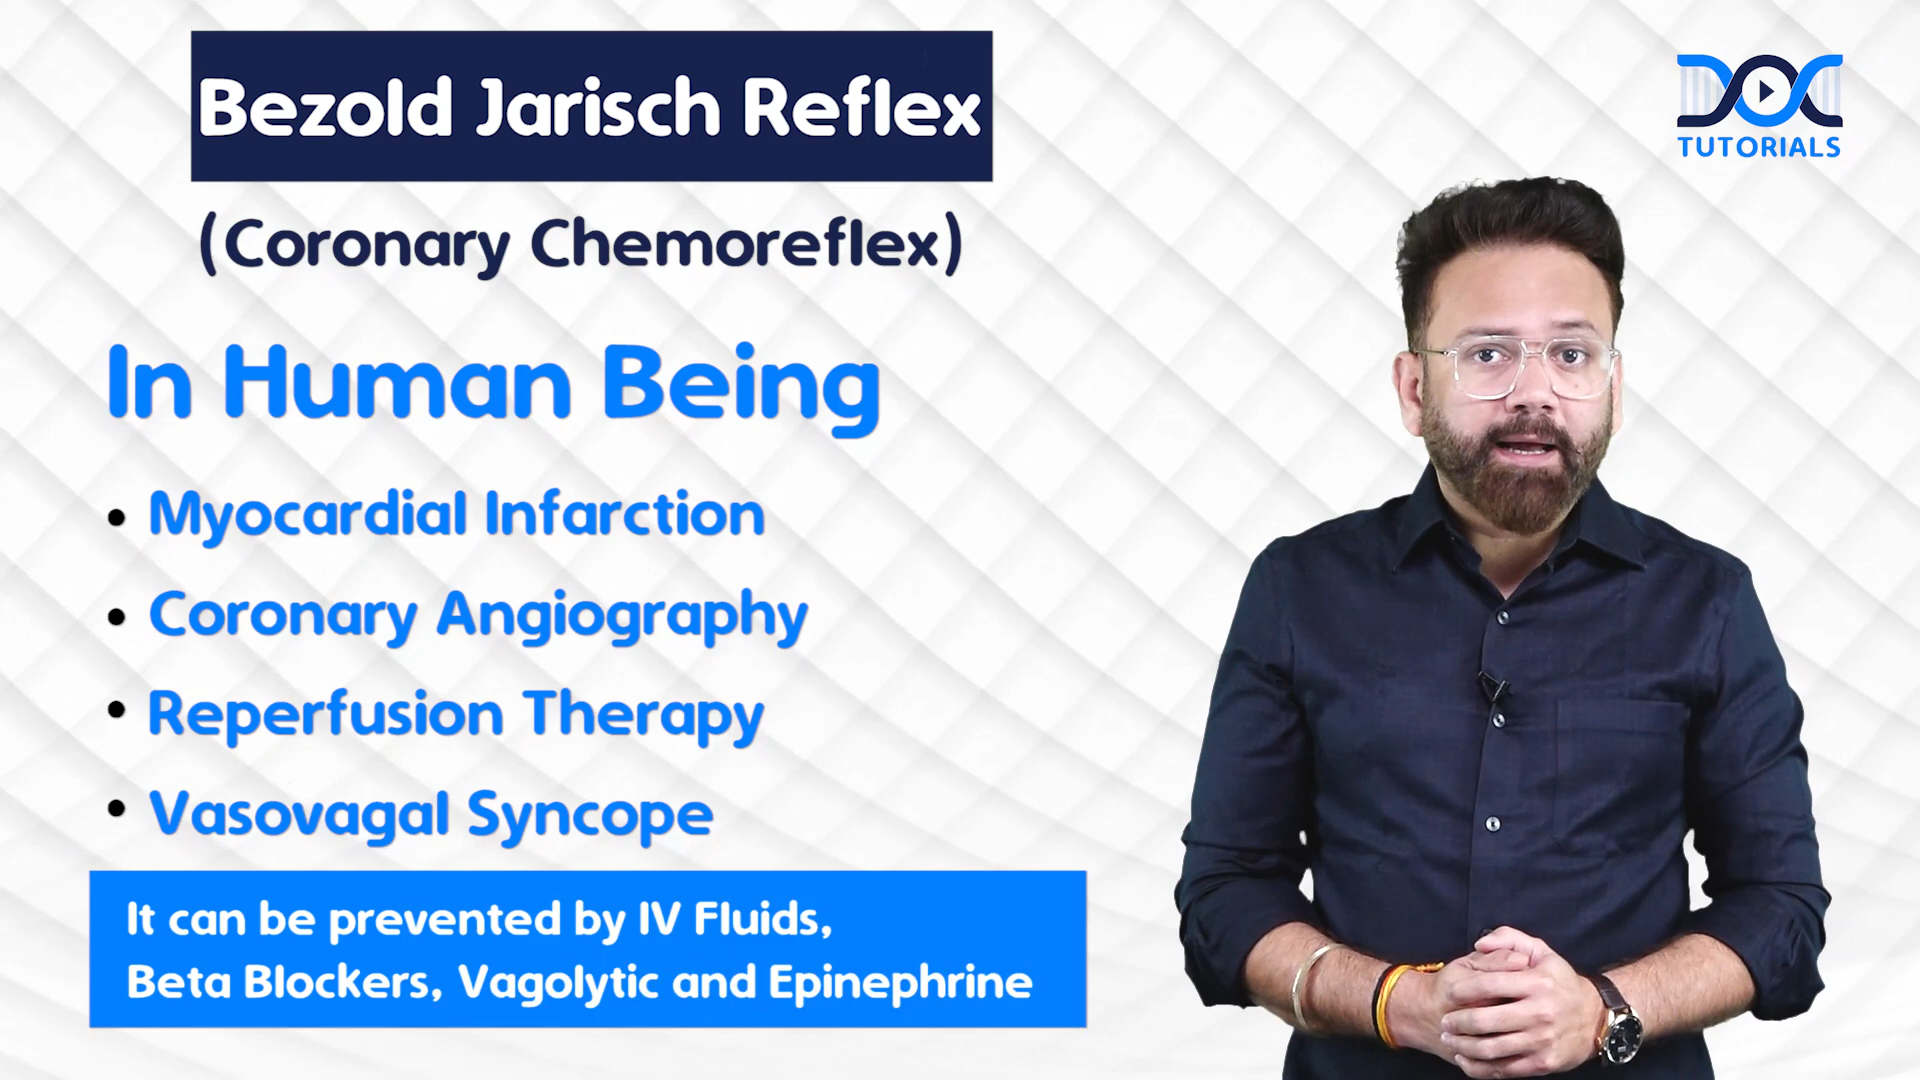 Bezold Jarisch Reflex
(Coronary Chemoreflex)
In Human Being
• Myocardial Infarction
• Coronary Angiography
• Reperfusion Therapy
• Vasovagal Syncope
It can be prevented by IV Fluids,
Beta Blockers, Vagolytic and Epinephrine
DOC
TUTORIALS